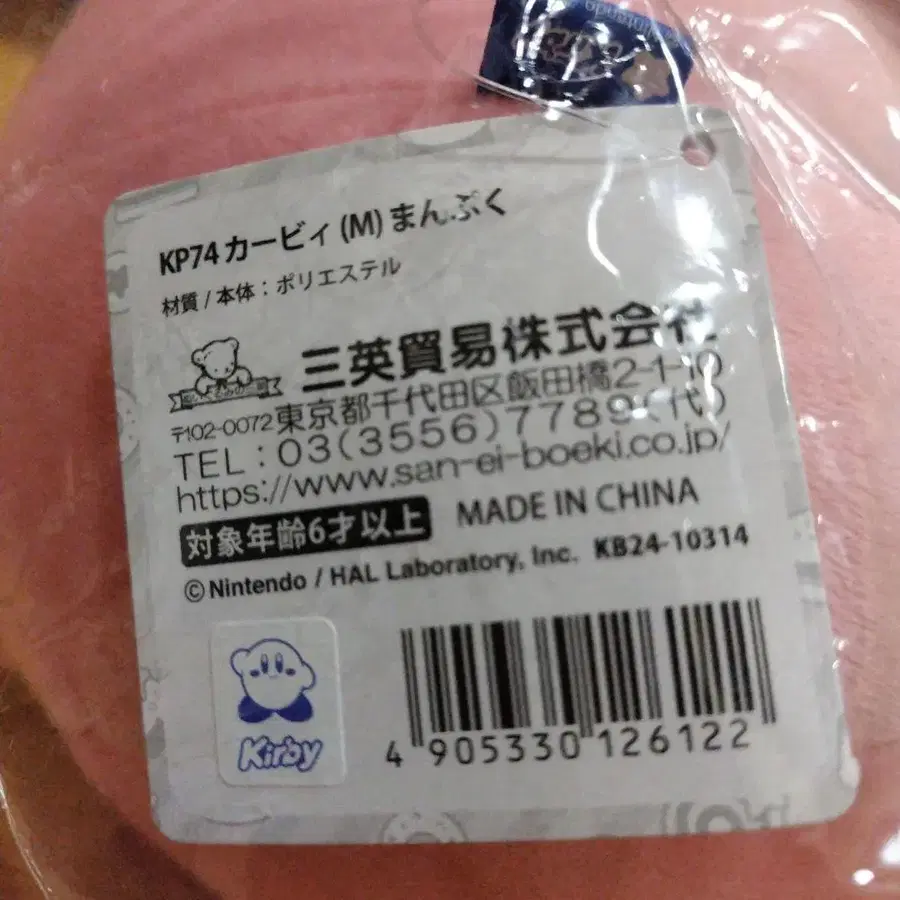 KP74 カービィ (M) まんぷく
材質 / 本体 : ポリエステル
三英貿易株式会社
〒102-0072 東京都千代田区飯田橋2-1-10
TEL : 03(3556)7789(代)
https://www.san-ei-boeki.co.jp/
対象年齢6才以上 MADE IN CHINA
©Nintendo / HAL Laboratory, Inc. KB24-10314
Kirby
4 905330 126122